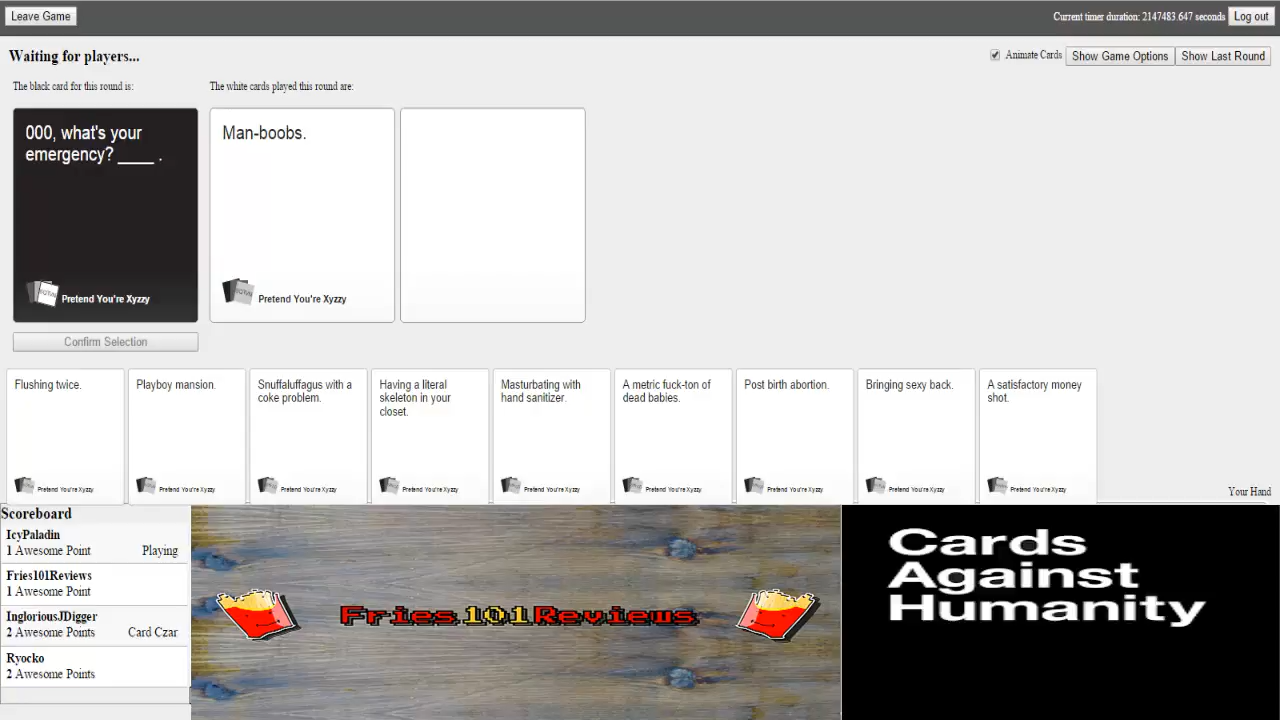 Leave Game
Current timer duration: 2147483.647 seconds
Log out
Waiting for players...
Animate Cards
Show Game Options
Show Last Round
The black card for this round is:
The white cards played this round are:
000, what's your
emergency? ____ .
Pretend You're Xyzzy
Man-boobs.
Pretend You're Xyzzy
Confirm Selection
Flushing twice.
Pretend You're Xyzzy
Playboy mansion.
Pretend You're Xyzzy
Snuffaluffagus with a
coke problem.
Pretend You're Xyzzy
Having a literal
skeleton in your
closet.
Pretend You're Xyzzy
Masturbating with
hand sanitizer.
Pretend You're Xyzzy
A metric fuck-ton of
dead babies.
Pretend You're Xyzzy
Post birth abortion.
Pretend You're Xyzzy
Bringing sexy back.
Pretend You're Xyzzy
A satisfactory money
shot.
Pretend You're Xyzzy
Your Hand
Scoreboard
IcyPaladin
1 Awesome Point Playing
Fries101Reviews
1 Awesome Point
IngloriousJDigger
2 Awesome Points Card Czar
Ryocko
2 Awesome Points
Fries101Reviews
Cards
Against
Humanity